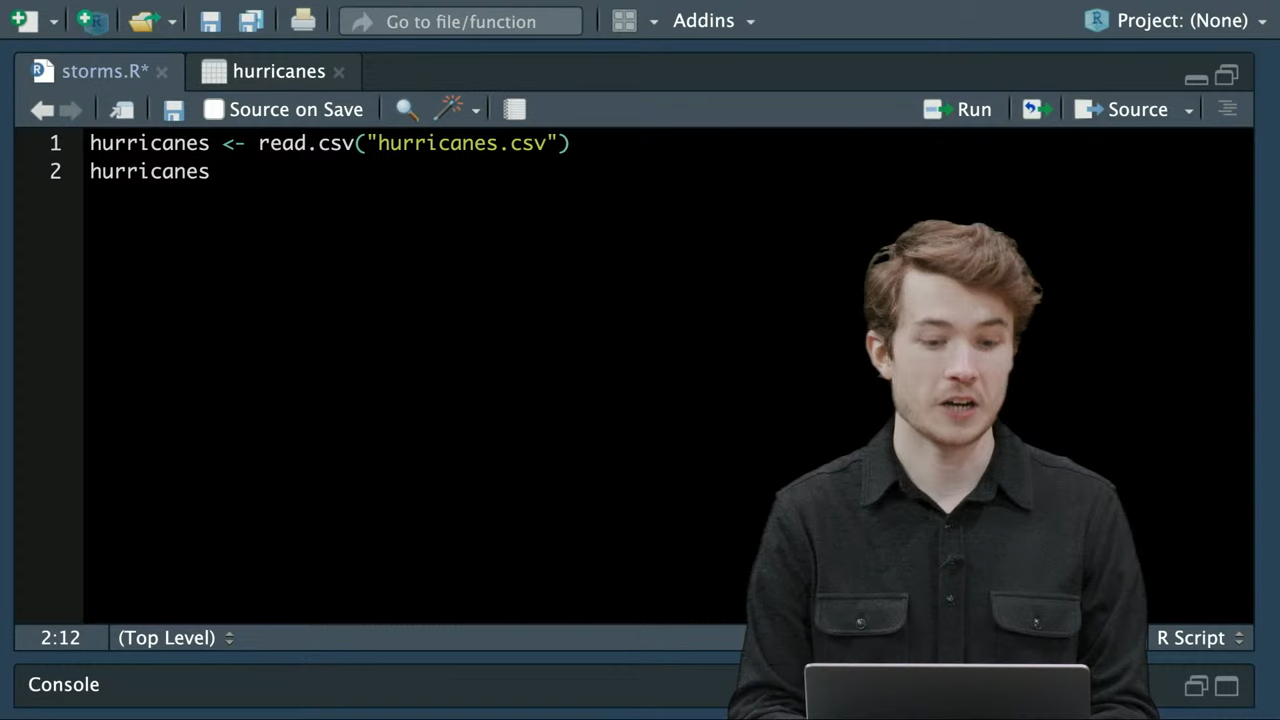 Go to file/function
Addins
Project: (None)
storms.R*
hurricanes
Source on Save
Run
Source
1 hurricanes <- read.csv("hurricanes.csv")
2 hurricanes
2:12
(Top Level)
R Script
Console